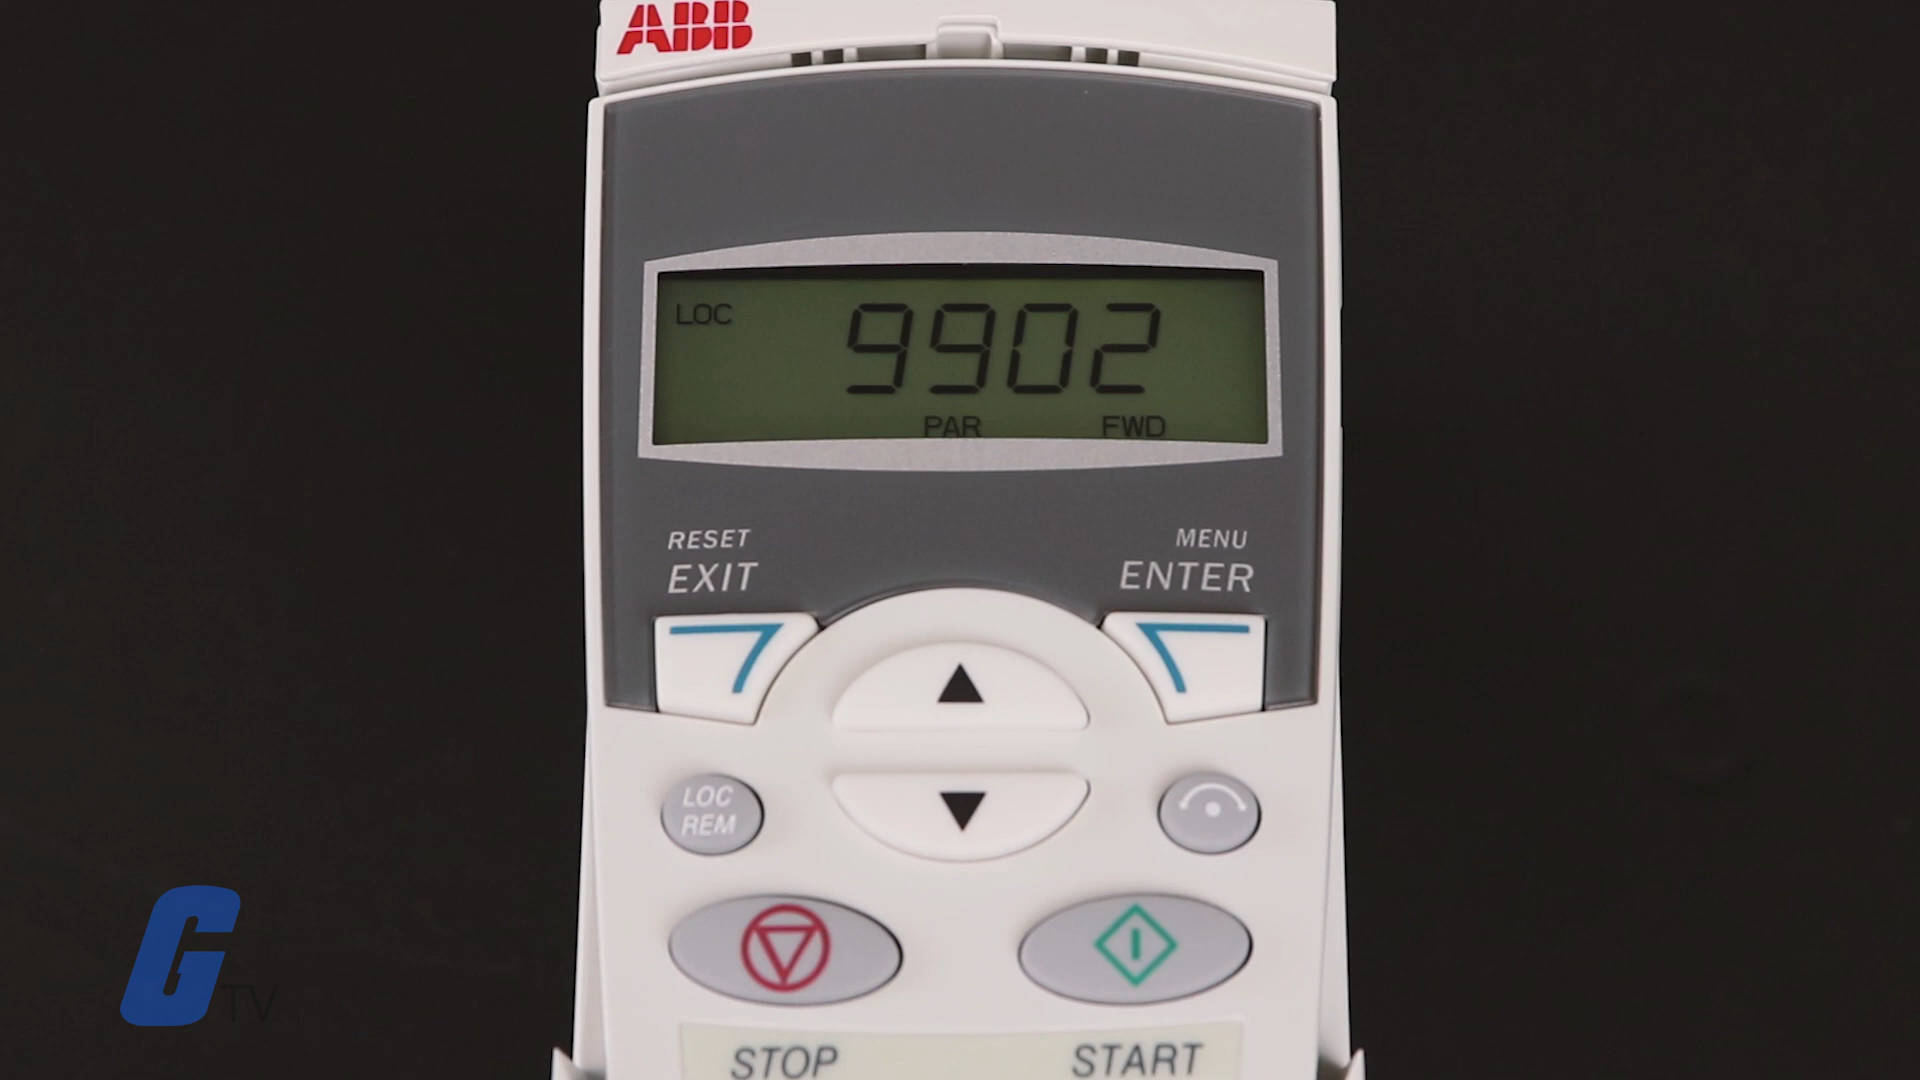 ABB
LOC
9902
PAR FWD
RESET MENU
EXIT ENTER
LOC
REM
G TV
STOP START